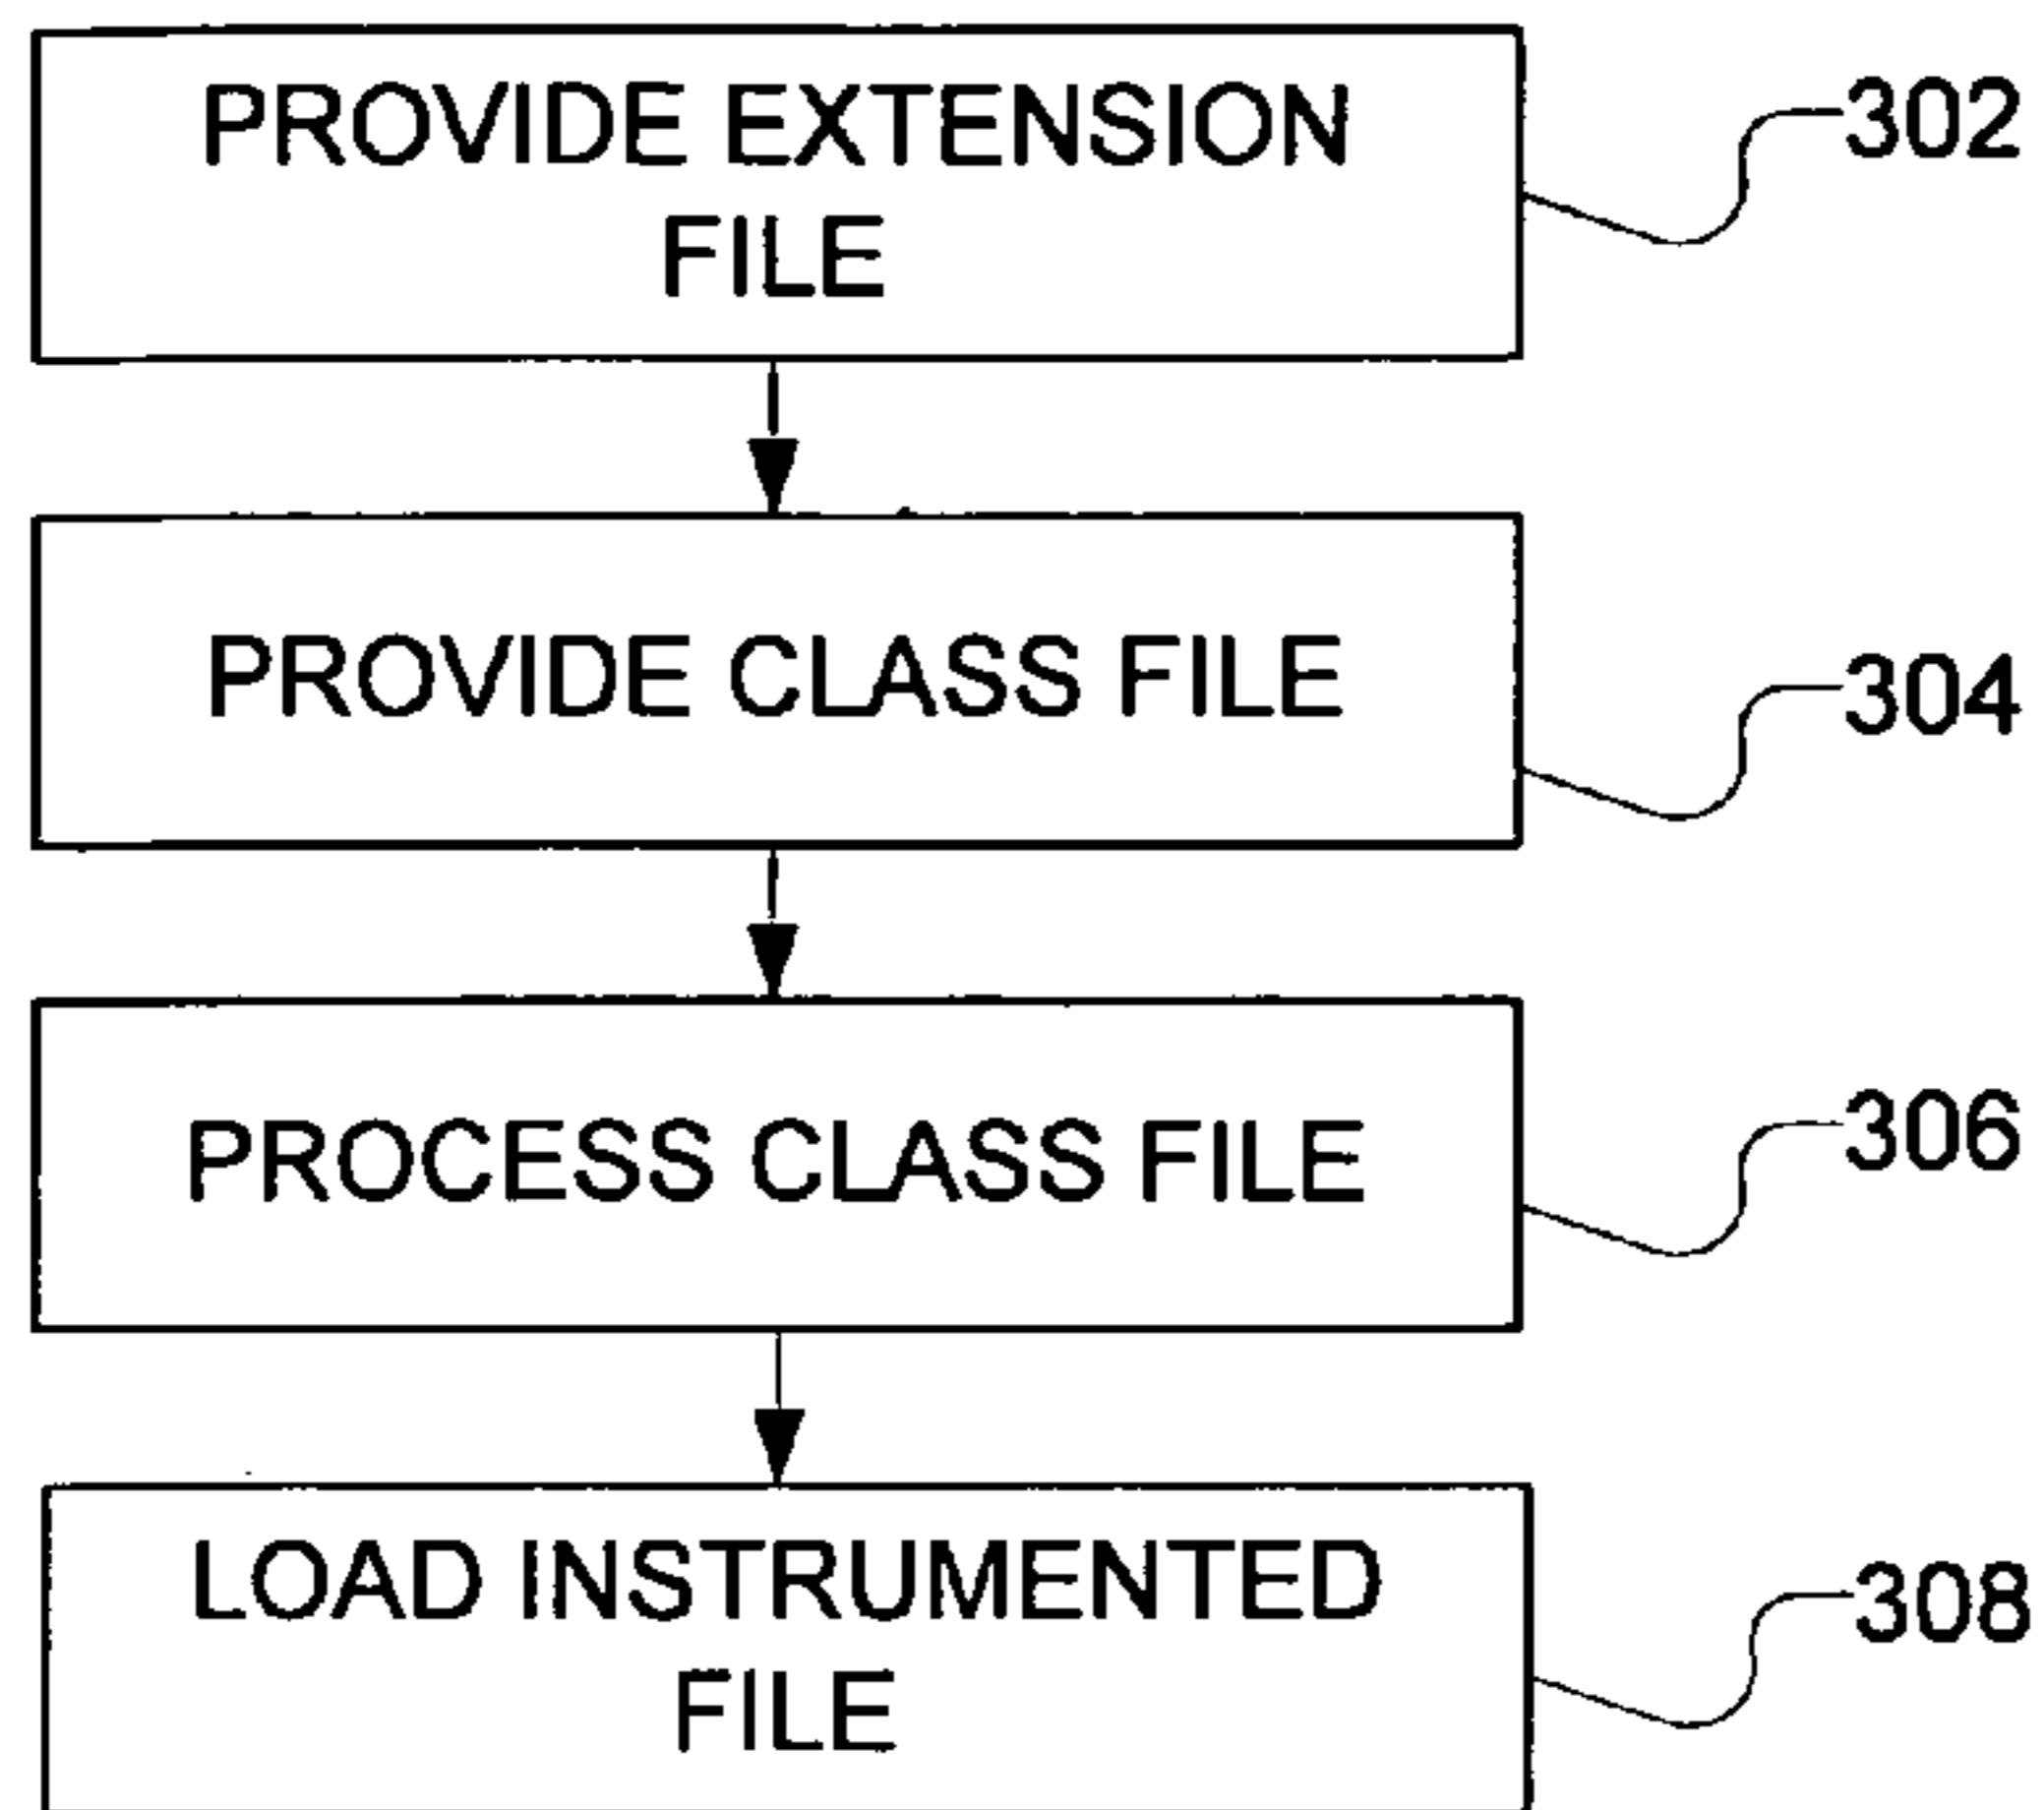 PROVIDE EXTENSION
FILE
302
PROVIDE CLASS FILE
304
PROCESS CLASS FILE
306
LOAD INSTRUMENTED
FILE
308